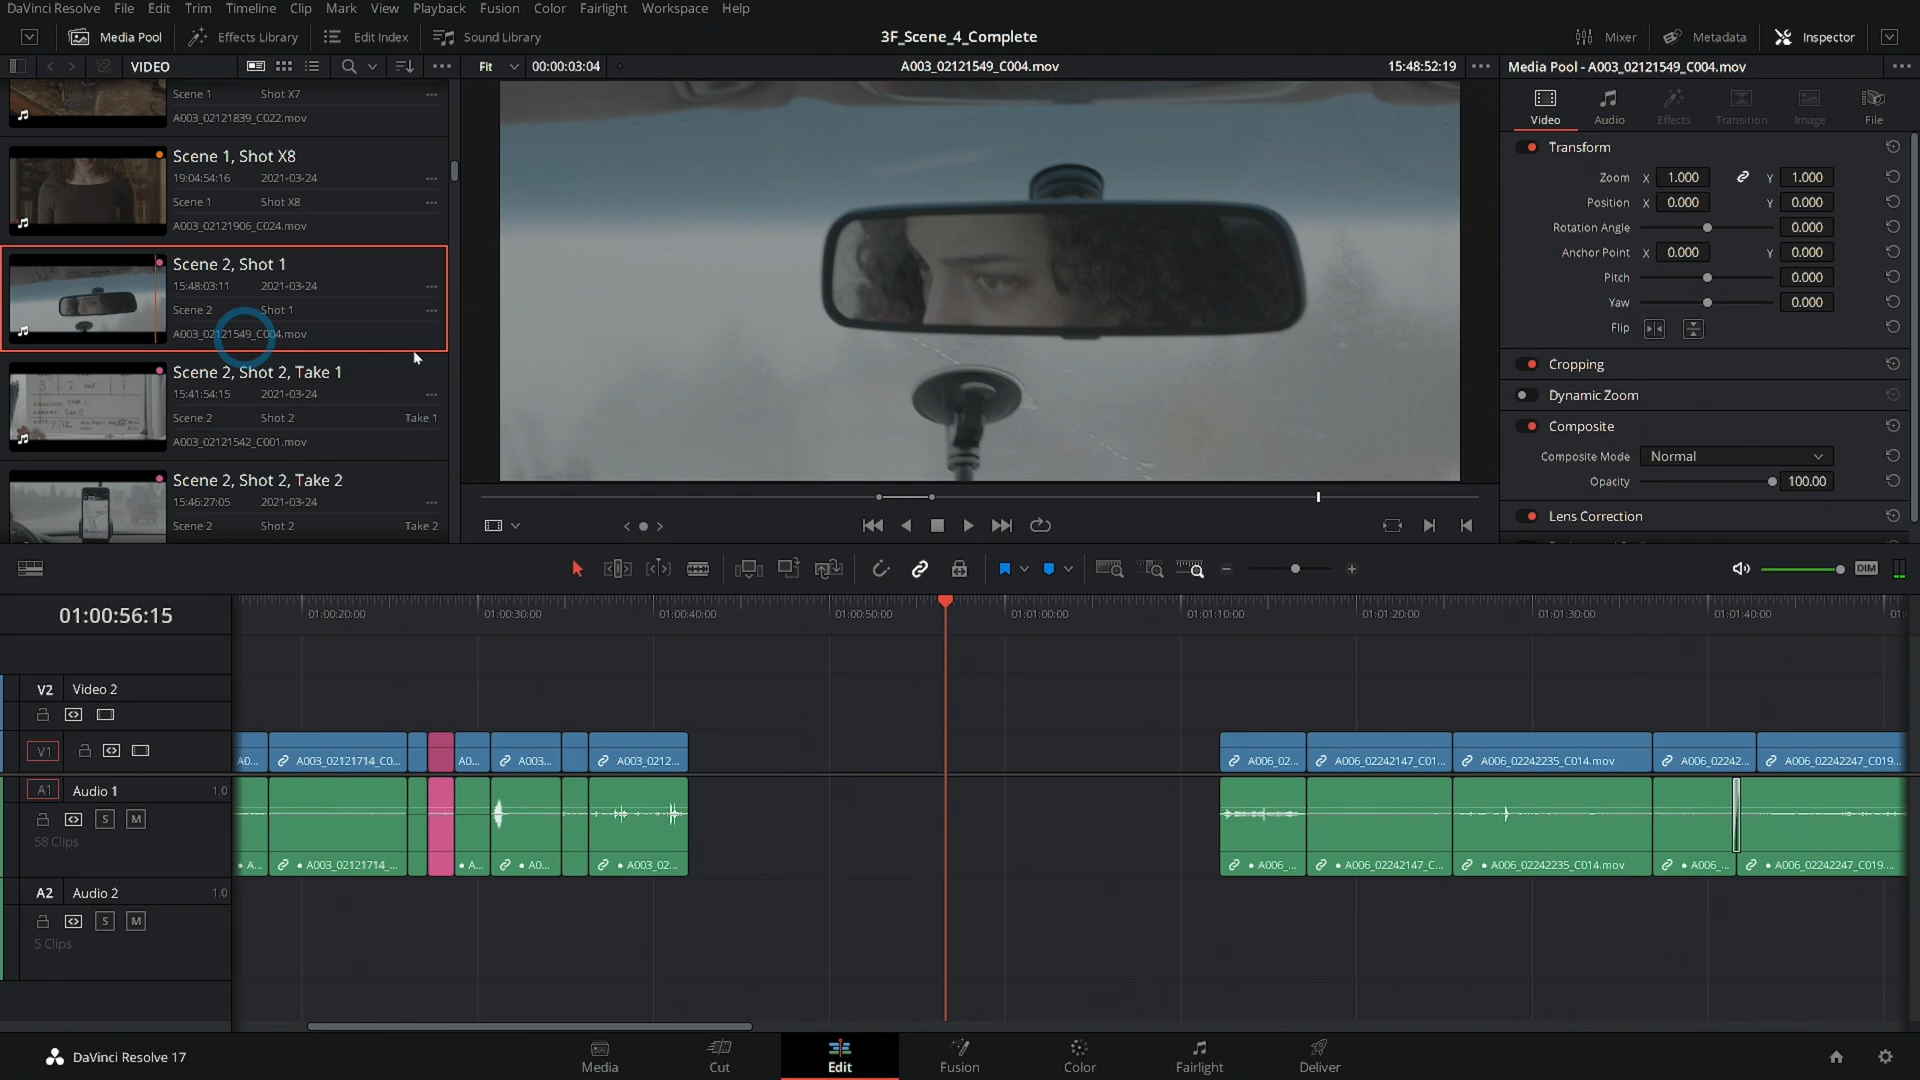 DaVinci Resolve File Edit Trim Timeline Clip Mark View Playback Fusion Color Fairlight Workspace Help
Media Pool Effects Library Edit Index Sound Library 3F_Scene_4_Complete Mixer Metadata Inspector
VIDEO Fit 00:00:03:04 A003_02121549_C004.mov 15:48:52:19 Media Pool - A003_02121549_C004.mov
Scene 1 Shot X7
A003_02121839_C022.mov
Scene 1, Shot X8
19:04:54:16 2021-03-24
Scene 1 Shot X8
A003_02121906_C024.mov
Scene 2, Shot 1
15:48:03:11 2021-03-24
Scene 2 Shot 1
A003_02121549_C004.mov
Scene 2, Shot 2, Take 1
15:41:54:15 2021-03-24
Scene 2 Shot 2 Take 1
A003_02121542_C001.mov
Scene 2, Shot 2, Take 2
15:46:27:05 2021-03-24
Scene 2 Shot 2 Take 2
Video Audio Effects Transition Image File
Transform
Zoom X 1.000 Y 1.000
Position X 0.000 Y 0.000
Rotation Angle 0.000
Anchor Point X 0.000 Y 0.000
Pitch 0.000
Yaw 0.000
Flip
Cropping
Dynamic Zoom
Composite
Composite Mode Normal
Opacity 100.00
Lens Correction
DIM
01:00:56:15
01:00:20:00 01:00:30:00 01:00:40:00 01:00:50:00 01:01:00:00 01:01:10:00 01:01:20:00 01:01:30:00 01:01:40:00 01:
V2 Video 2
V1
A0... A003_02121714_C0... A0... A003... A003_0212... A006_02... A006_02242147_C01... A006_02242235_C014.mov A006_02242... A006_02242247_C019...
A1 Audio 1 1.0
S M
58 Clips
A... A003_02121714_... A... A0... A003_02... A006_... A006_02242147_C... A006_02242235_C014.mov A006_... A006_02242247_C019....
A2 Audio 2 1.0
S M
5 Clips
DaVinci Resolve 17 Media Cut Edit Fusion Color Fairlight Deliver